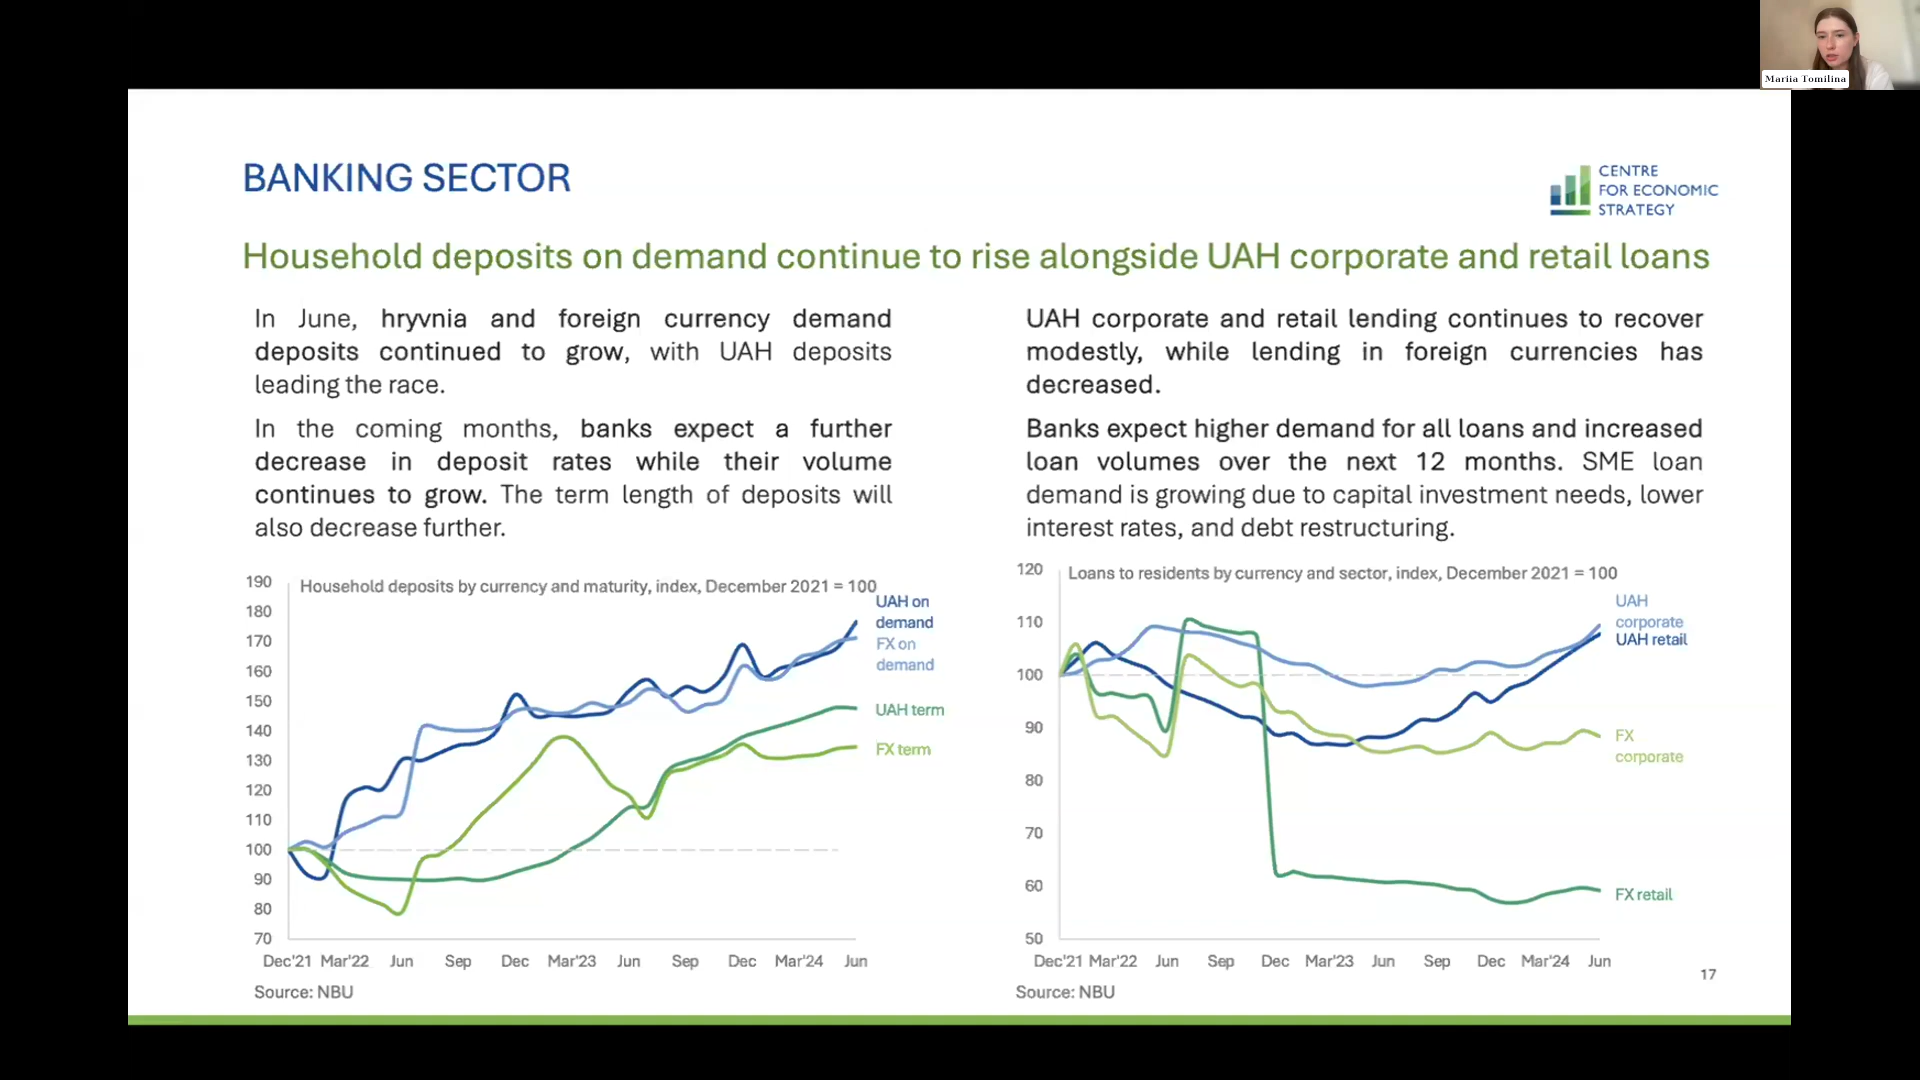 Mariia Tomilina
BANKING SECTOR
CENTRE
FOR ECONOMIC
STRATEGY
Household deposits on demand continue to rise alongside UAH corporate and retail loans
In June, hryvnia and foreign currency demand
deposits continued to grow, with UAH deposits
leading the race.
In the coming months, banks expect a further
decrease in deposit rates while their volume
continues to grow. The term length of deposits will
also decrease further.
UAH corporate and retail lending continues to recover
modestly, while lending in foreign currencies has
decreased.
Banks expect higher demand for all loans and increased
loan volumes over the next 12 months. SME loan
demand is growing due to capital investment needs, lower
interest rates, and debt restructuring.
Household deposits by currency and maturity, index, December 2021 = 100
190
180
170
160
150
140
130
120
110
100
90
80
70
UAH on
demand
FX on
demand
UAH term
FX term
Dec'21 Mar'22 Jun Sep Dec Mar'23 Jun Sep Dec Mar'24 Jun
Source: NBU
Loans to residents by currency and sector, index, December 2021 = 100
120
110
100
90
80
70
60
50
UAH
corporate
UAH retail
FX
corporate
FX retail
Dec'21 Mar'22 Jun Sep Dec Mar'23 Jun Sep Dec Mar'24 Jun
Source: NBU
17